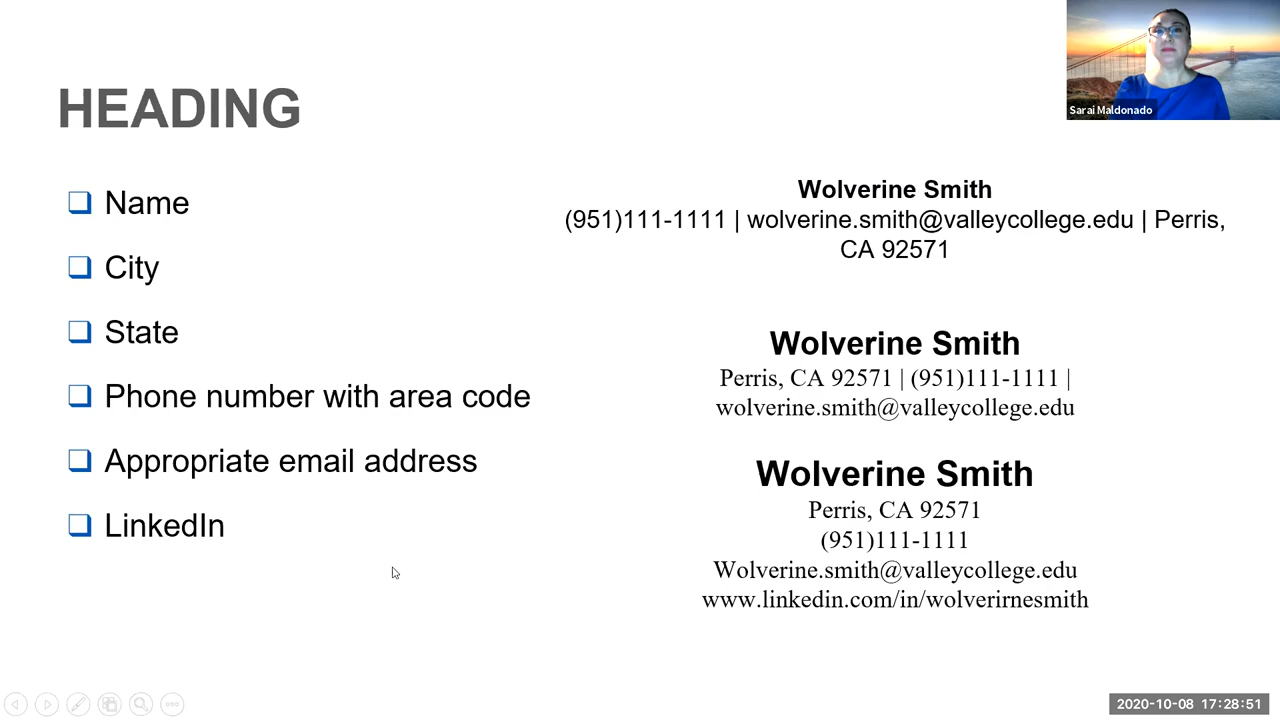 HEADING
Name
City
State
Phone number with area code
Appropriate email address
LinkedIn
Wolverine Smith
(951)111-1111 | wolverine.smith@valleycollege.edu | Perris,
CA 92571
Wolverine Smith
Perris, CA 92571 | (951)111-1111 |
wolverine.smith@valleycollege.edu
Wolverine Smith
Perris, CA 92571
(951)111-1111
Wolverine.smith@valleycollege.edu
www.linkedin.com/in/wolverirnesmith
Sarai Maldonado
2020-10-08 17:28:51